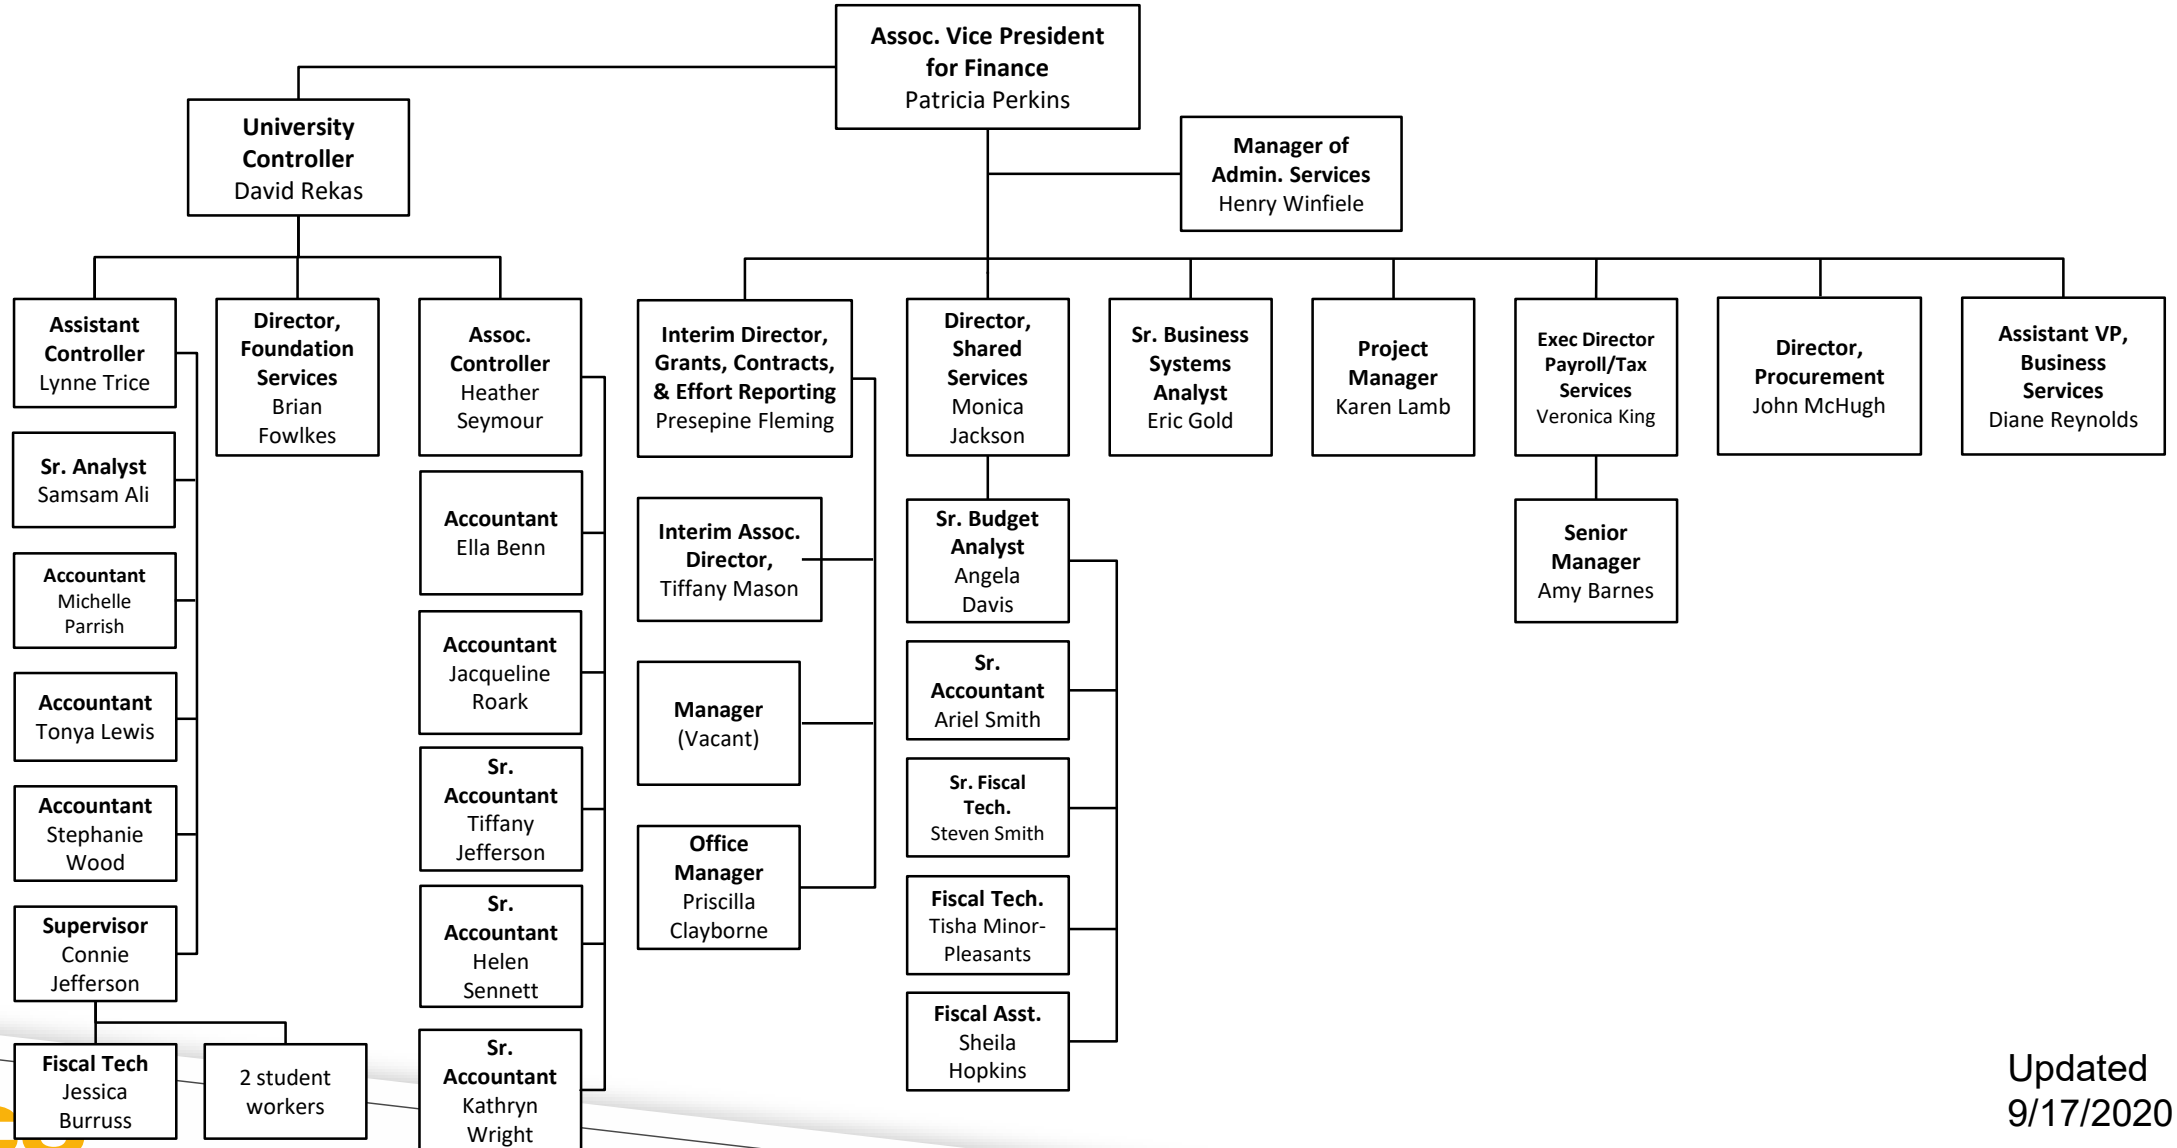 Assoc. Vice President
for Finance
Patricia Perkins
University
Controller
David Rekas
Manager of
Admin. Services
Henry Winfiele
Assistant
Controller
Lynne Trice
Director,
Foundation
Services
Brian
Fowlkes
Assoc.
Controller
Heather
Seymour
Interim Director,
Grants, Contracts,
& Effort Reporting
Presepine Fleming
Director,
Shared
Services
Monica
Jackson
Sr. Business
Systems
Analyst
Eric Gold
Project
Manager
Karen Lamb
Exec Director
Payroll/Tax
Services
Veronica King
Director,
Procurement
John McHugh
Assistant VP,
Business
Services
Diane Reynolds
Sr. Analyst
Samsam Ali
Accountant
Michelle
Parrish
Accountant
Tonya Lewis
Accountant
Stephanie
Wood
Supervisor
Connie
Jefferson
Fiscal Tech
Jessica
Burruss
2 student
workers
Accountant
Ella Benn
Accountant
Jacqueline
Roark
Sr.
Accountant
Tiffany
Jefferson
Sr.
Accountant
Helen
Sennett
Sr.
Accountant
Kathryn
Wright
Interim Assoc.
Director,
Tiffany Mason
Manager
(Vacant)
Office
Manager
Priscilla
Clayborne
Sr. Budget
Analyst
Angela
Davis
Sr.
Accountant
Ariel Smith
Sr. Fiscal
Tech.
Steven Smith
Fiscal Tech.
Tisha Minor-
Pleasants
Fiscal Asst.
Sheila
Hopkins
Senior
Manager
Amy Barnes
Updated
9/17/2020